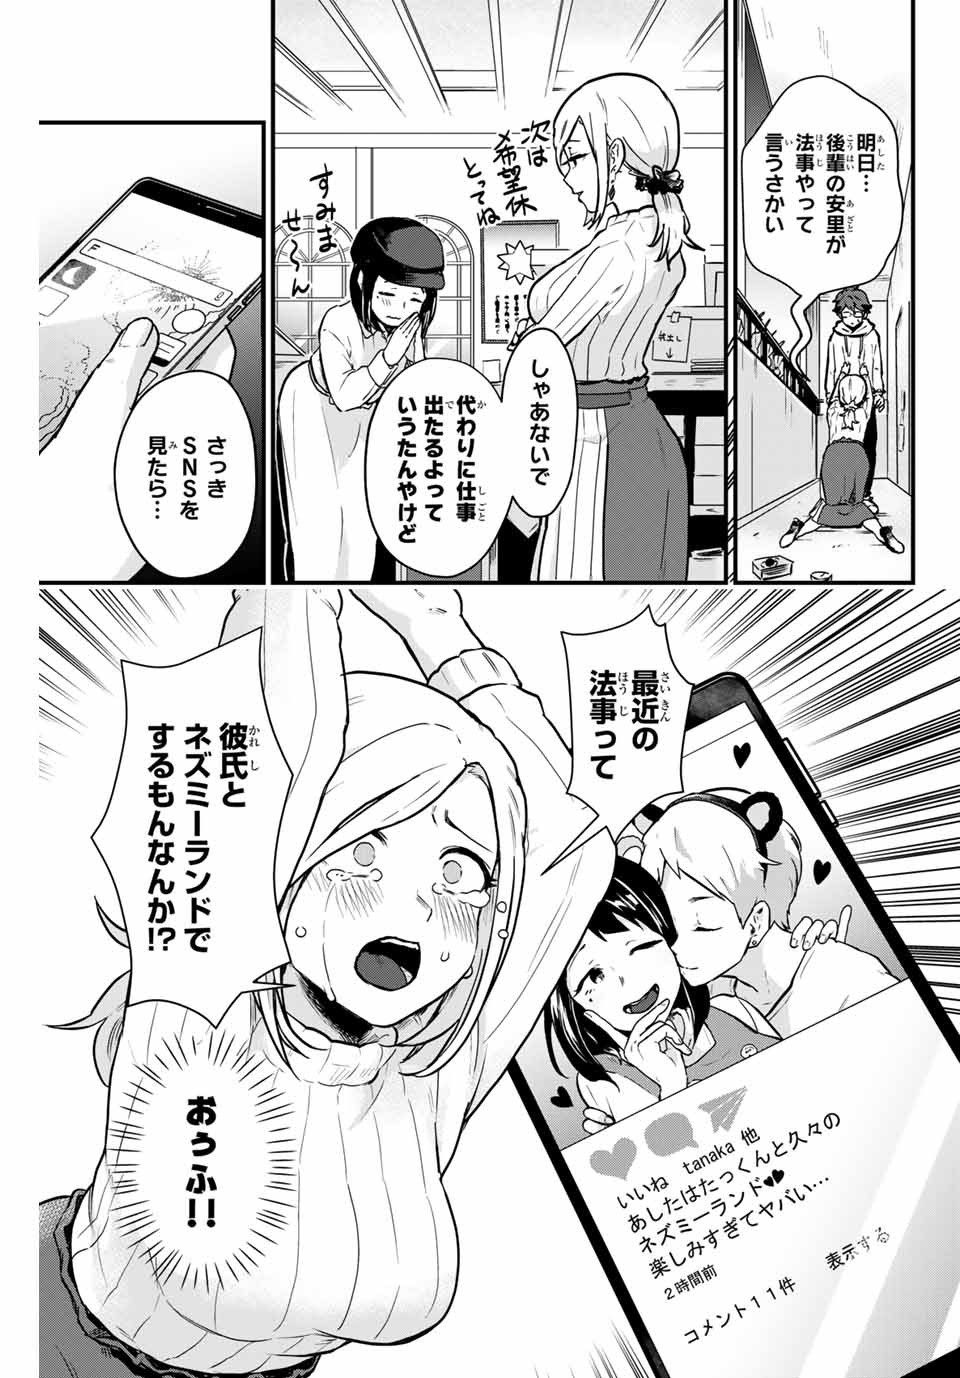 明日…
後輩の安里が
法事やって
言うさかい
次は
希望休
とってね
すみま
せ〜ん
しゃあないで
代わりに仕事
出たるよって
いうたんやけど
さっき
SNSを
見たら…
最近の
法事って
彼氏と
ネズミーランドで
するもんなんか!?
おぅふ!!
いいね　tanaka 他
あしたはたっくんと久々の
ネズミーランド♥♥
楽しみすぎてヤバい…
2時間前
表示する
コメント11件